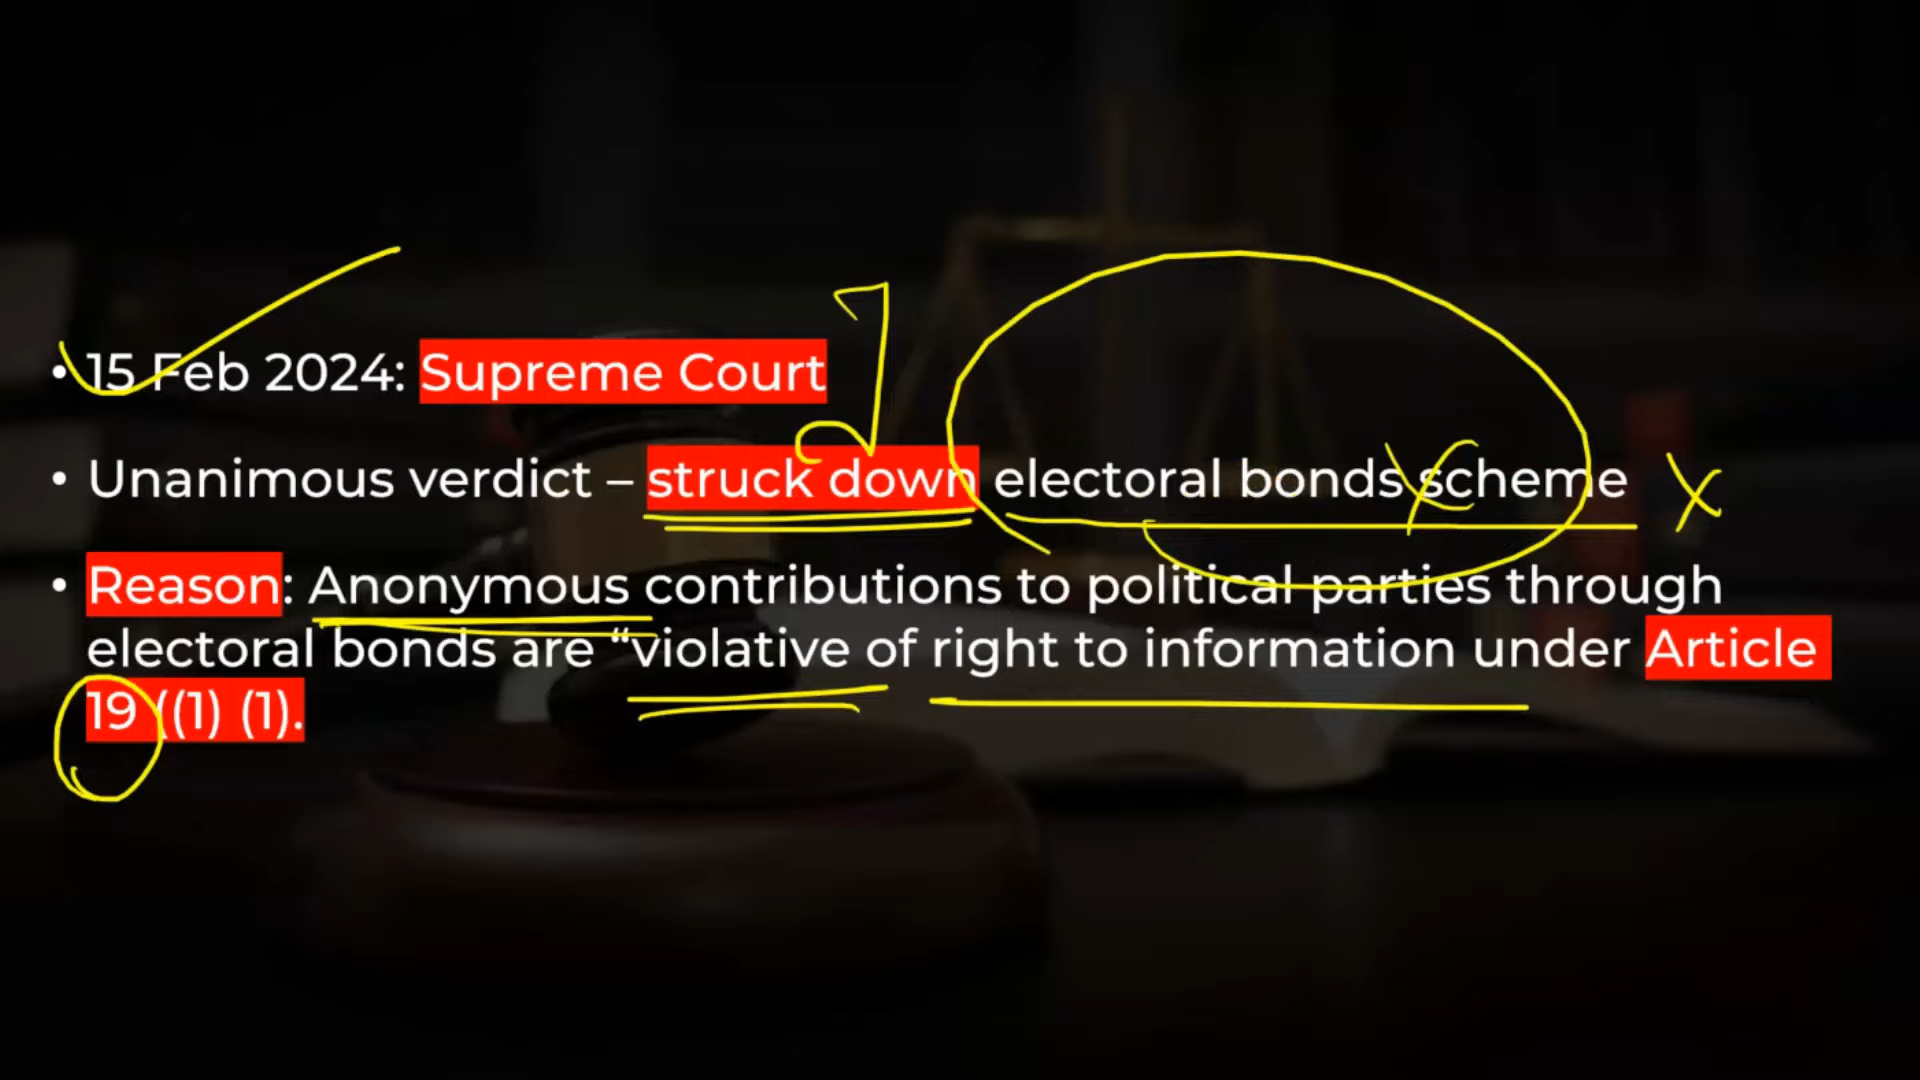 • 15 Feb 2024: Supreme Court
• Unanimous verdict – struck down electoral bonds scheme
• Reason: Anonymous contributions to political parties through
electoral bonds are “violative of right to information under Article
19 ((1) (1).